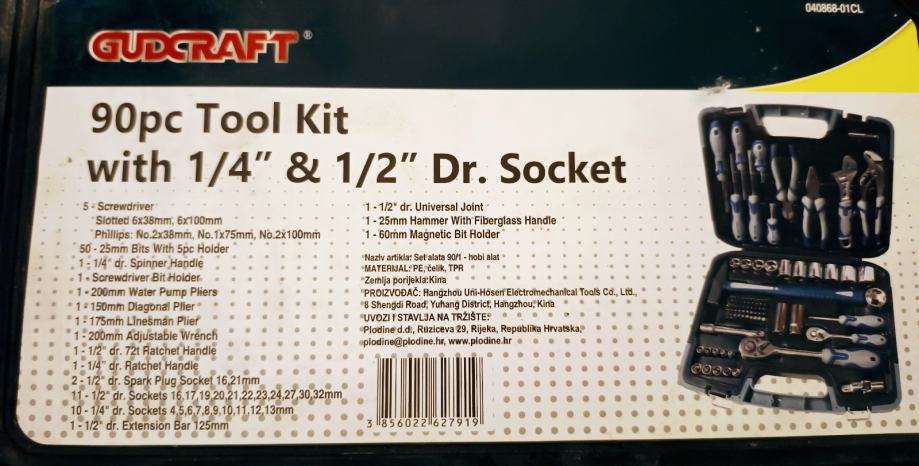 040868-01CL
GUDCRAFT®
90pc Tool Kit
with 1/4" & 1/2" Dr. Socket
5 - Screwdriver
Slotted 6x38mm, 6x100mm
Phillips: No.2x38mm, No.1x75mm, No.2x100mm
50 - 25mm Bits With 5pc Holder
1 - 1/4" dr. Spinner Handle
1 - Screwdriver Bit Holder
1 - 200mm Water Pump Pliers
1 - 150mm Diagonal Plier
1 - 175mm Linesman Plier
1 - 200mm Adjustable Wrench
1 - 1/2" dr. 72t Ratchet Handle
1 - 1/4" dr. Ratchet Handle
2 - 1/2" dr. Spark Plug Socket 16,21mm
11 - 1/2" dr. Sockets 16,17,19,20,21,22,23,24,27,30,32mm
10 - 1/4" dr. Sockets 4,5,6,7,8,9,10,11,12,13mm
1 - 1/2" dr. Extension Bar 125mm
1 - 1/2" dr. Universal Joint
1 - 25mm Hammer With Fiberglass Handle
1 - 60mm Magnetic Bit Holder
Naziv artikla: Set alata 90/1 - hobi alat
MATERIJAL: PE, čelik, TPR
Zemlja porijekla: Kina
PROIZVOĐAČ: Hangzhou Uni-Hosen Electromechanical Tools Co., Ltd.,
8 Shengdi Road, Yuhang District, Hangzhou, Kina
UVOZI I STAVLJA NA TRŽIŠTE:
Plodine d.d., Ruzićeva 29, Rijeka, Republika Hrvatska,
plodine@plodine.hr, www.plodine.hr
3 856022 627919